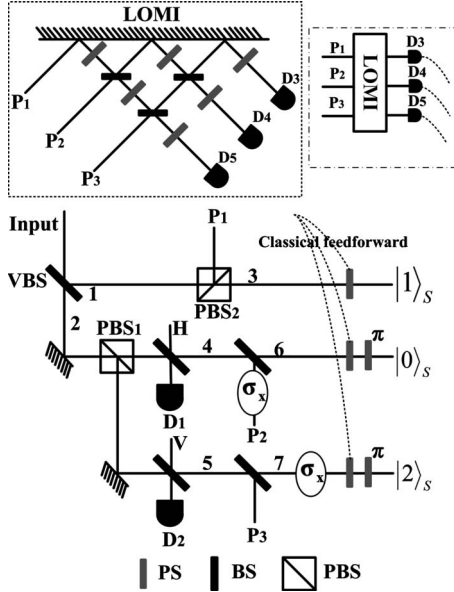 LOMI
P1
P2
P3
D3
D4
D5
P1
P2
P3
LOMI
D3
D4
D5
Input
P1
Classical feedforward
VBS
1
3
|1⟩S
PBS2
2
PBS1
H
4
6
π
|0⟩S
D1
σx
P2
V
5
7
σx
π
|2⟩S
D2
P3
PS
BS
PBS